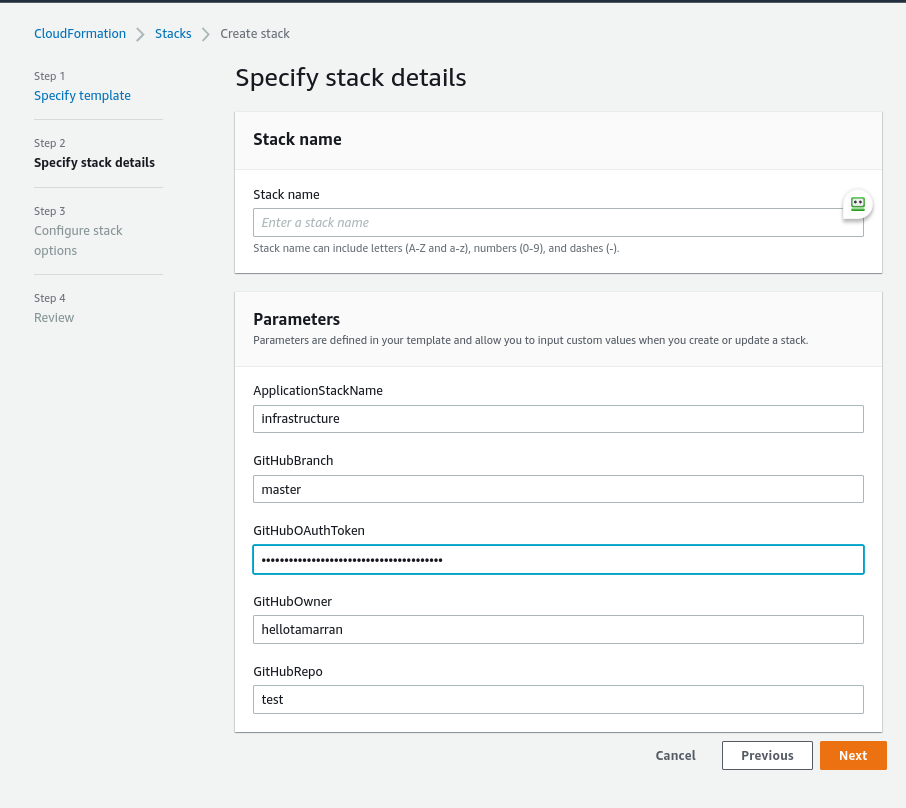 CloudFormation > Stacks > Create stack
Step 1
Specify template
Step 2
Specify stack details
Step 3
Configure stack
options
Step 4
Review
Specify stack details
Stack name
Stack name
Enter a stack name
Stack name can include letters (A-Z and a-z), numbers (0-9), and dashes (-).
Parameters
Parameters are defined in your template and allow you to input custom values when you create or update a stack.
ApplicationStackName
infrastructure
GitHubBranch
master
GitHubOAuthToken
••••••••••••••••••••••••••••••••••••••••
GitHubOwner
hellotamarran
GitHubRepo
test
Cancel
Previous
Next